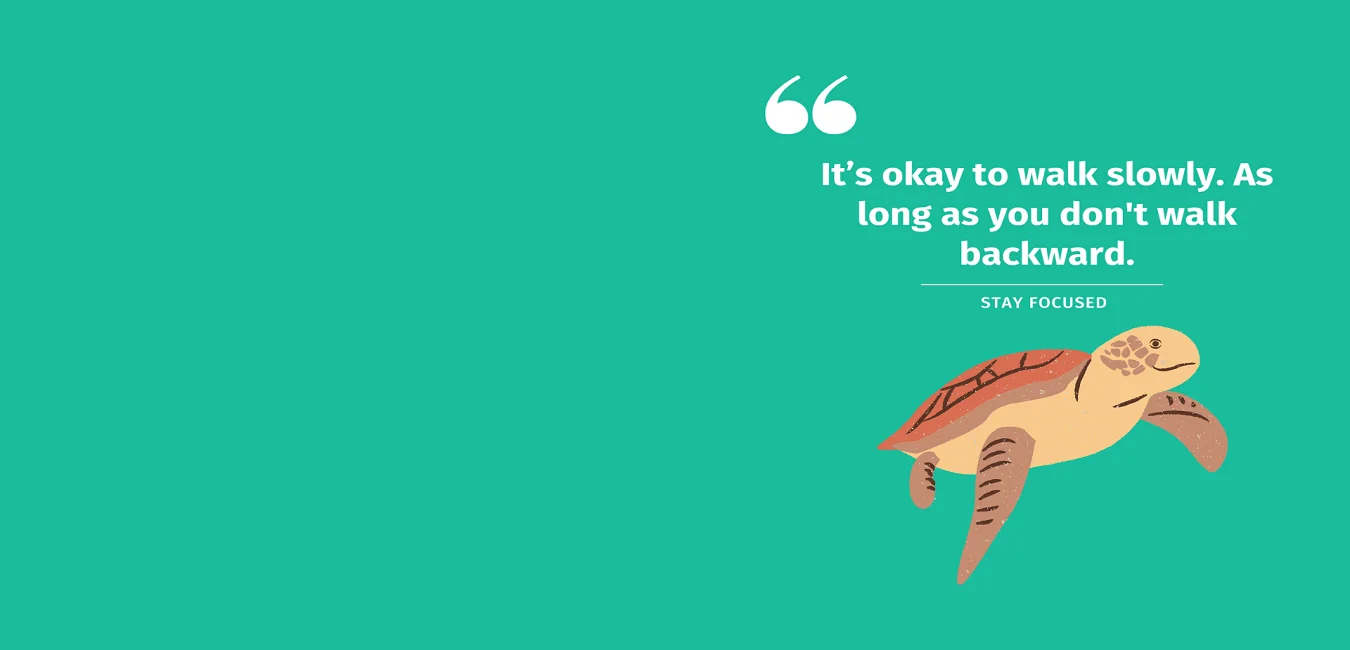 “
It’s okay to walk slowly. As
long as you don't walk
backward.
STAY FOCUSED